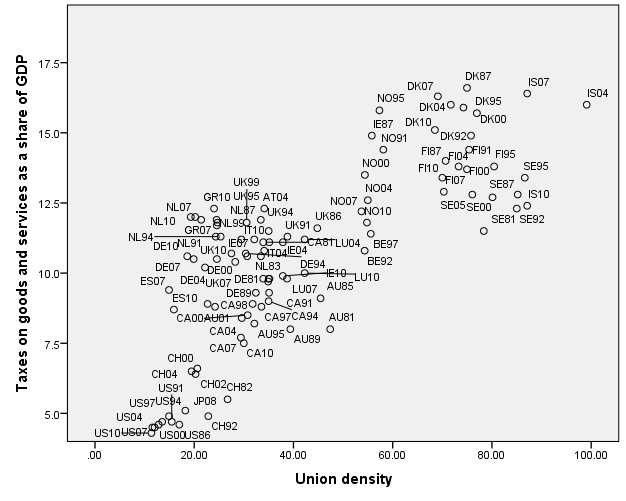 Taxes on goods and services as a share of GDP
17.5
15.0
12.5
10.0
7.5
5.0
DK07 DK87 IS07
IS04
NO95 DK04 DK95
IE87 DK10 DK00
NO91 DK92
FI87 FI04 FI91
NO00 FI10 FI00 FI95 SE95
NO04 FI07 SE87 IS10
UK99
GR10 UK95 AT04
NL07 NL87 UK94 NO07 NO10 SE05 SE00
NL10 GR07 UK91 UK86 SE81 SE92
NL94 IT10 CA81 LU04
DE10 NL91 IE07 IE04 BE97
UK10 IT04 BE92
DE07 DE00 NL83 DE94
ES07 DE04 UK07 DE81 IE10 LU10
ES10 DE89 LU07 AU85
CA98 CA91
CA00 AU01 CA97 CA94 AU81
CA04 AU95 AU89
CA07 CA10
CH00
CH04
US91 CH02 CH82
US97 US94 JP08
US04 CH92
US10 US07 US00 US86
.00 20.00 40.00 60.00 80.00 100.00
Union density